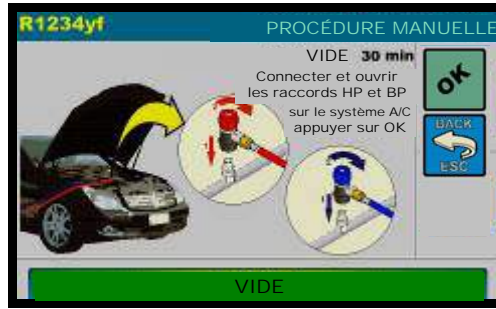 R1234yf
PROCÉDURE MANUELLE
VIDE 30 min
Connecter et ouvrir
les raccords HP et BP
sur le système A/C
appuyer sur OK
OK
BACK
ESC
VIDE